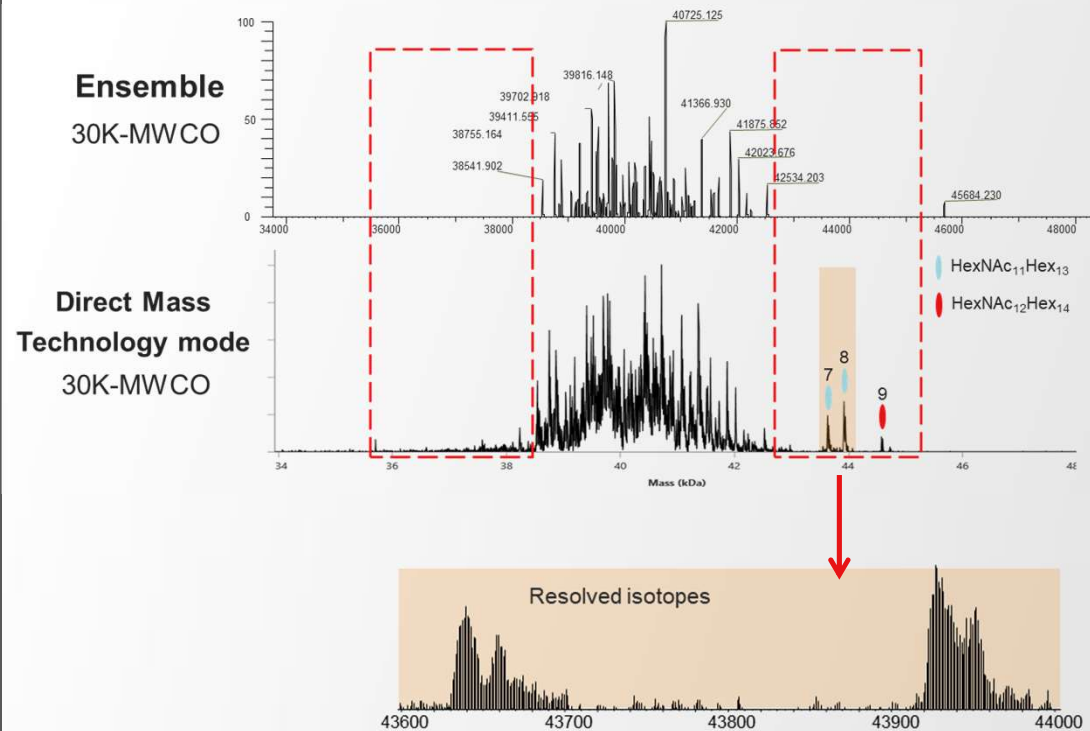 Ensemble
30K-MWCO
100
50
0
40725.125
39816.148
39702.918
39411.555
38755.164
38541.902
41366.930
41875.852
42023.676
42534.203
45684.230
34000 36000 38000 40000 42000 44000 46000 48000
Direct Mass
Technology mode
30K-MWCO
HexNAc₁₁Hex₁₃
HexNAc₁₂Hex₁₄
7
8
9
34 36 38 40 42 44 46 48
Mass (kDa)
Resolved isotopes
43600 43700 43800 43900 44000